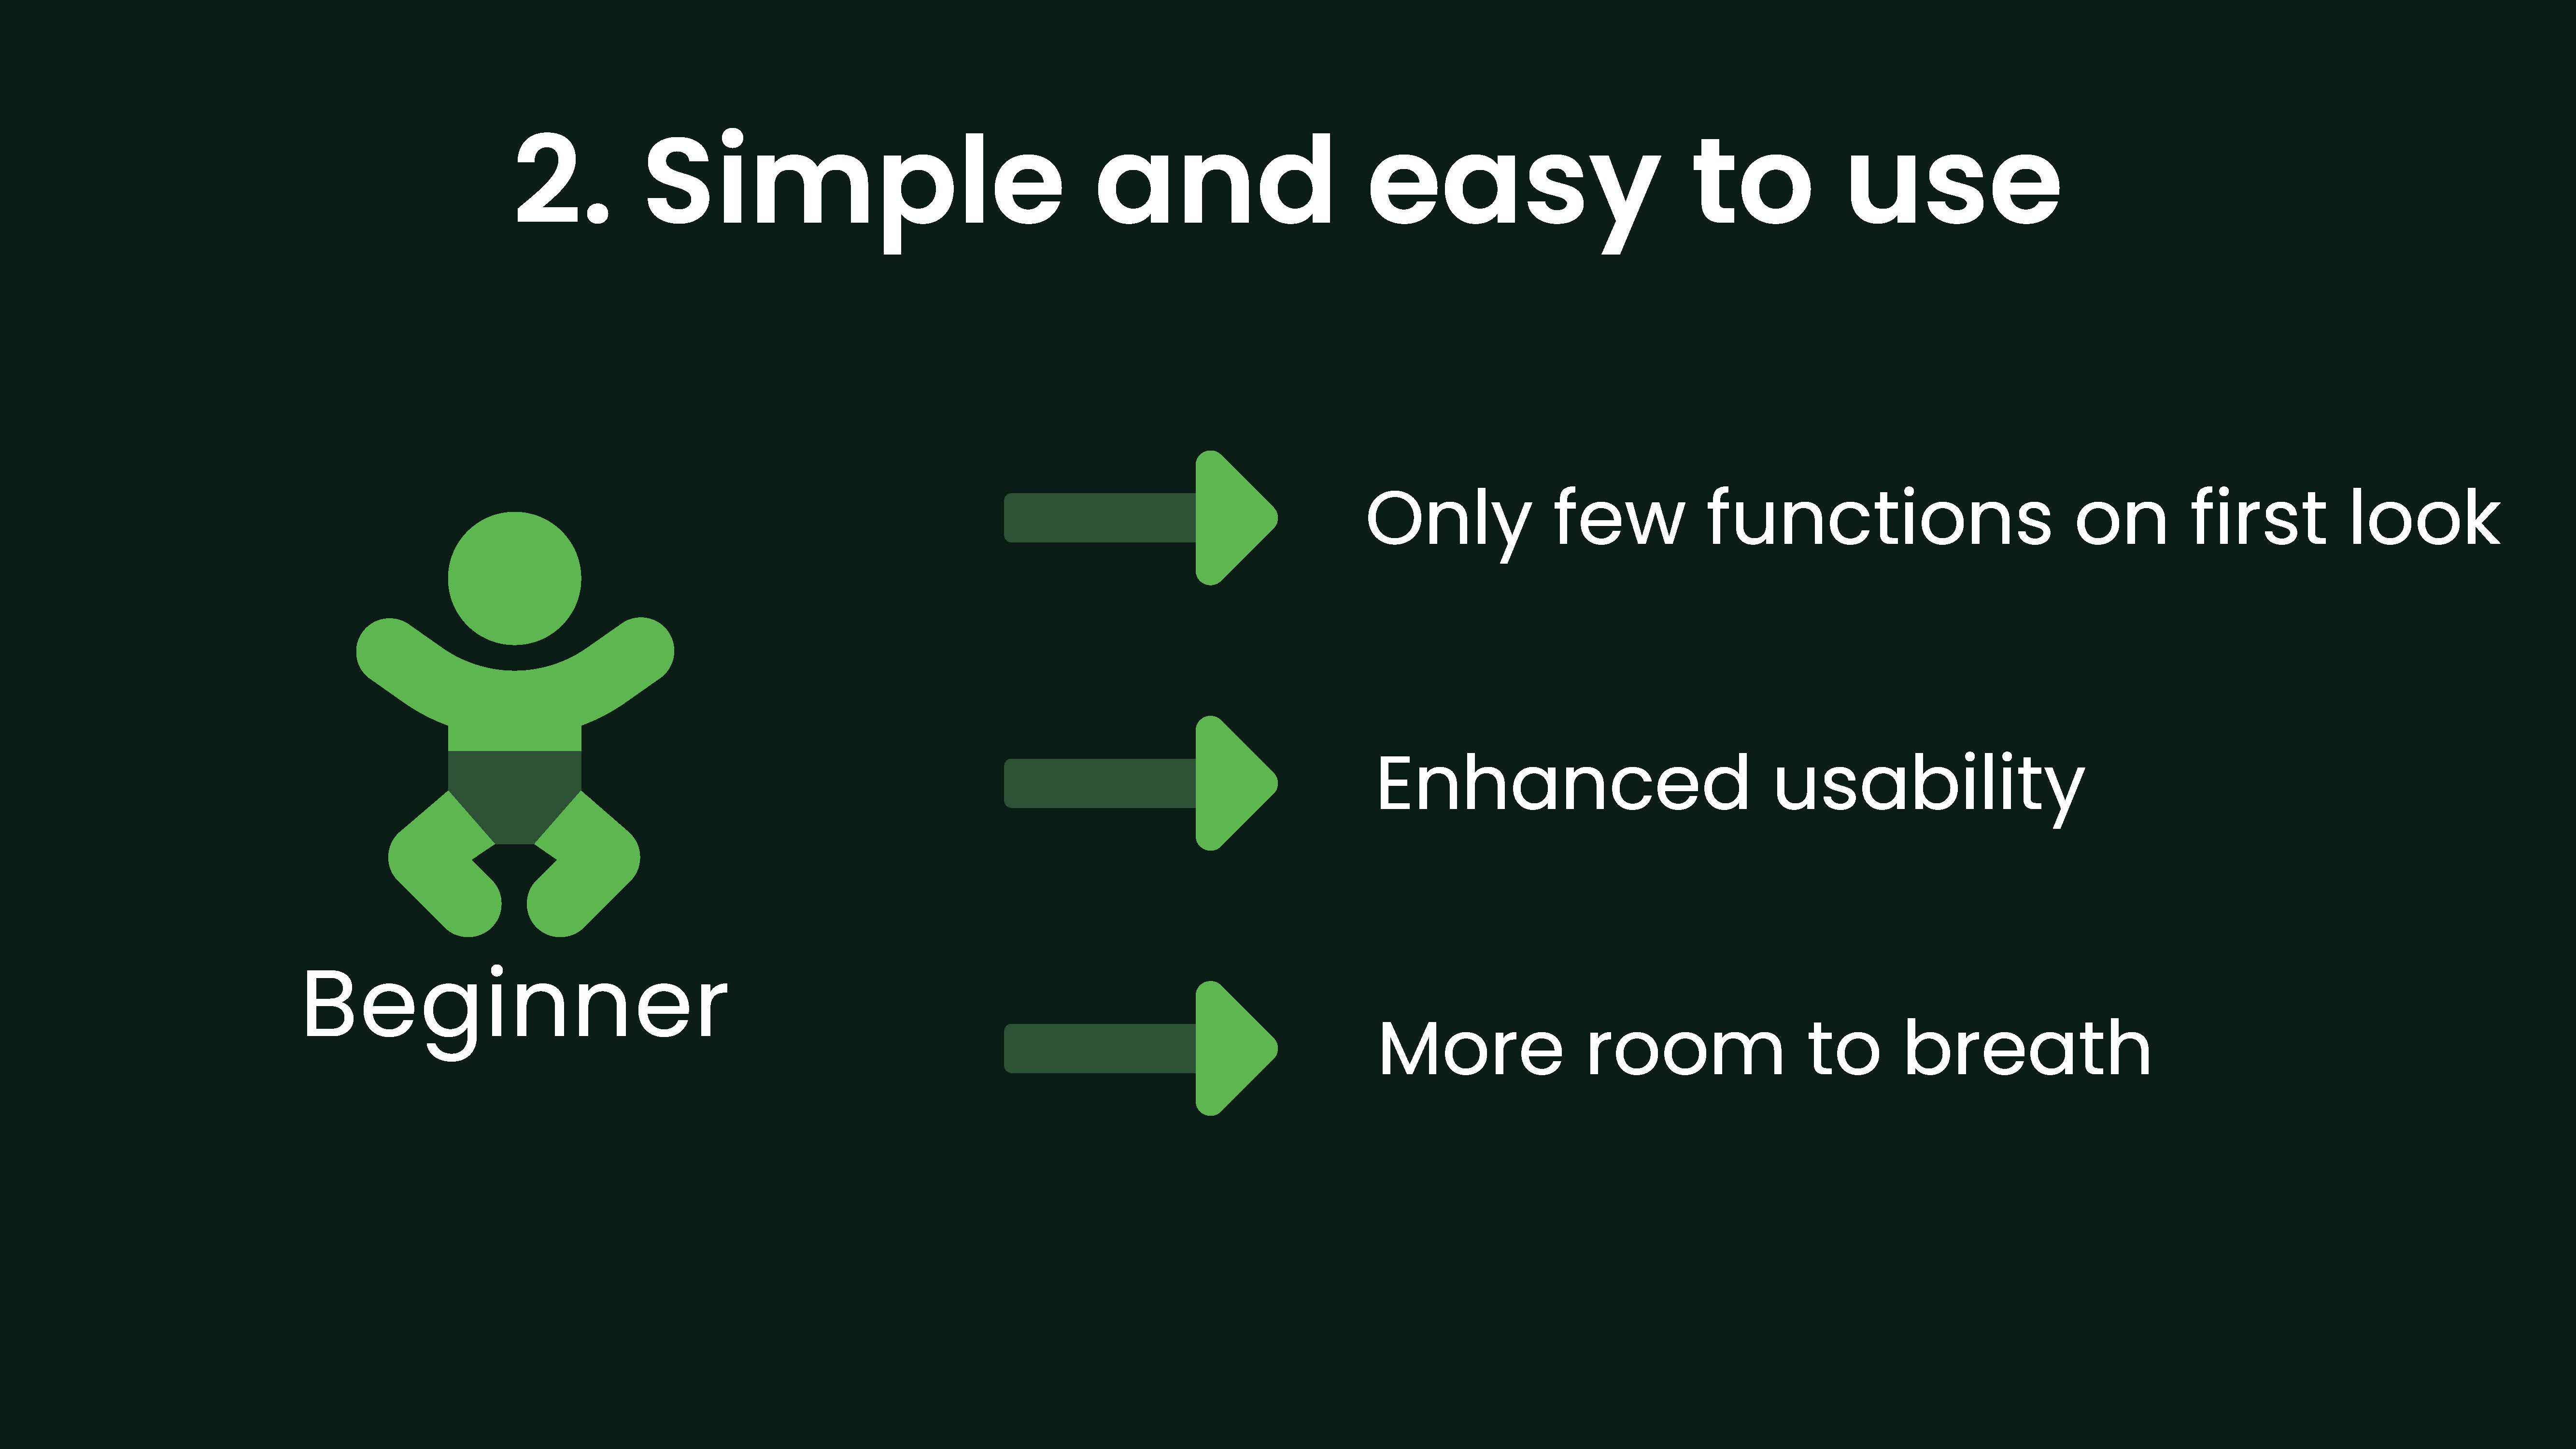 2. Simple and easy to use
Only few functions on first look
Enhanced usability
Beginner
More room to breath